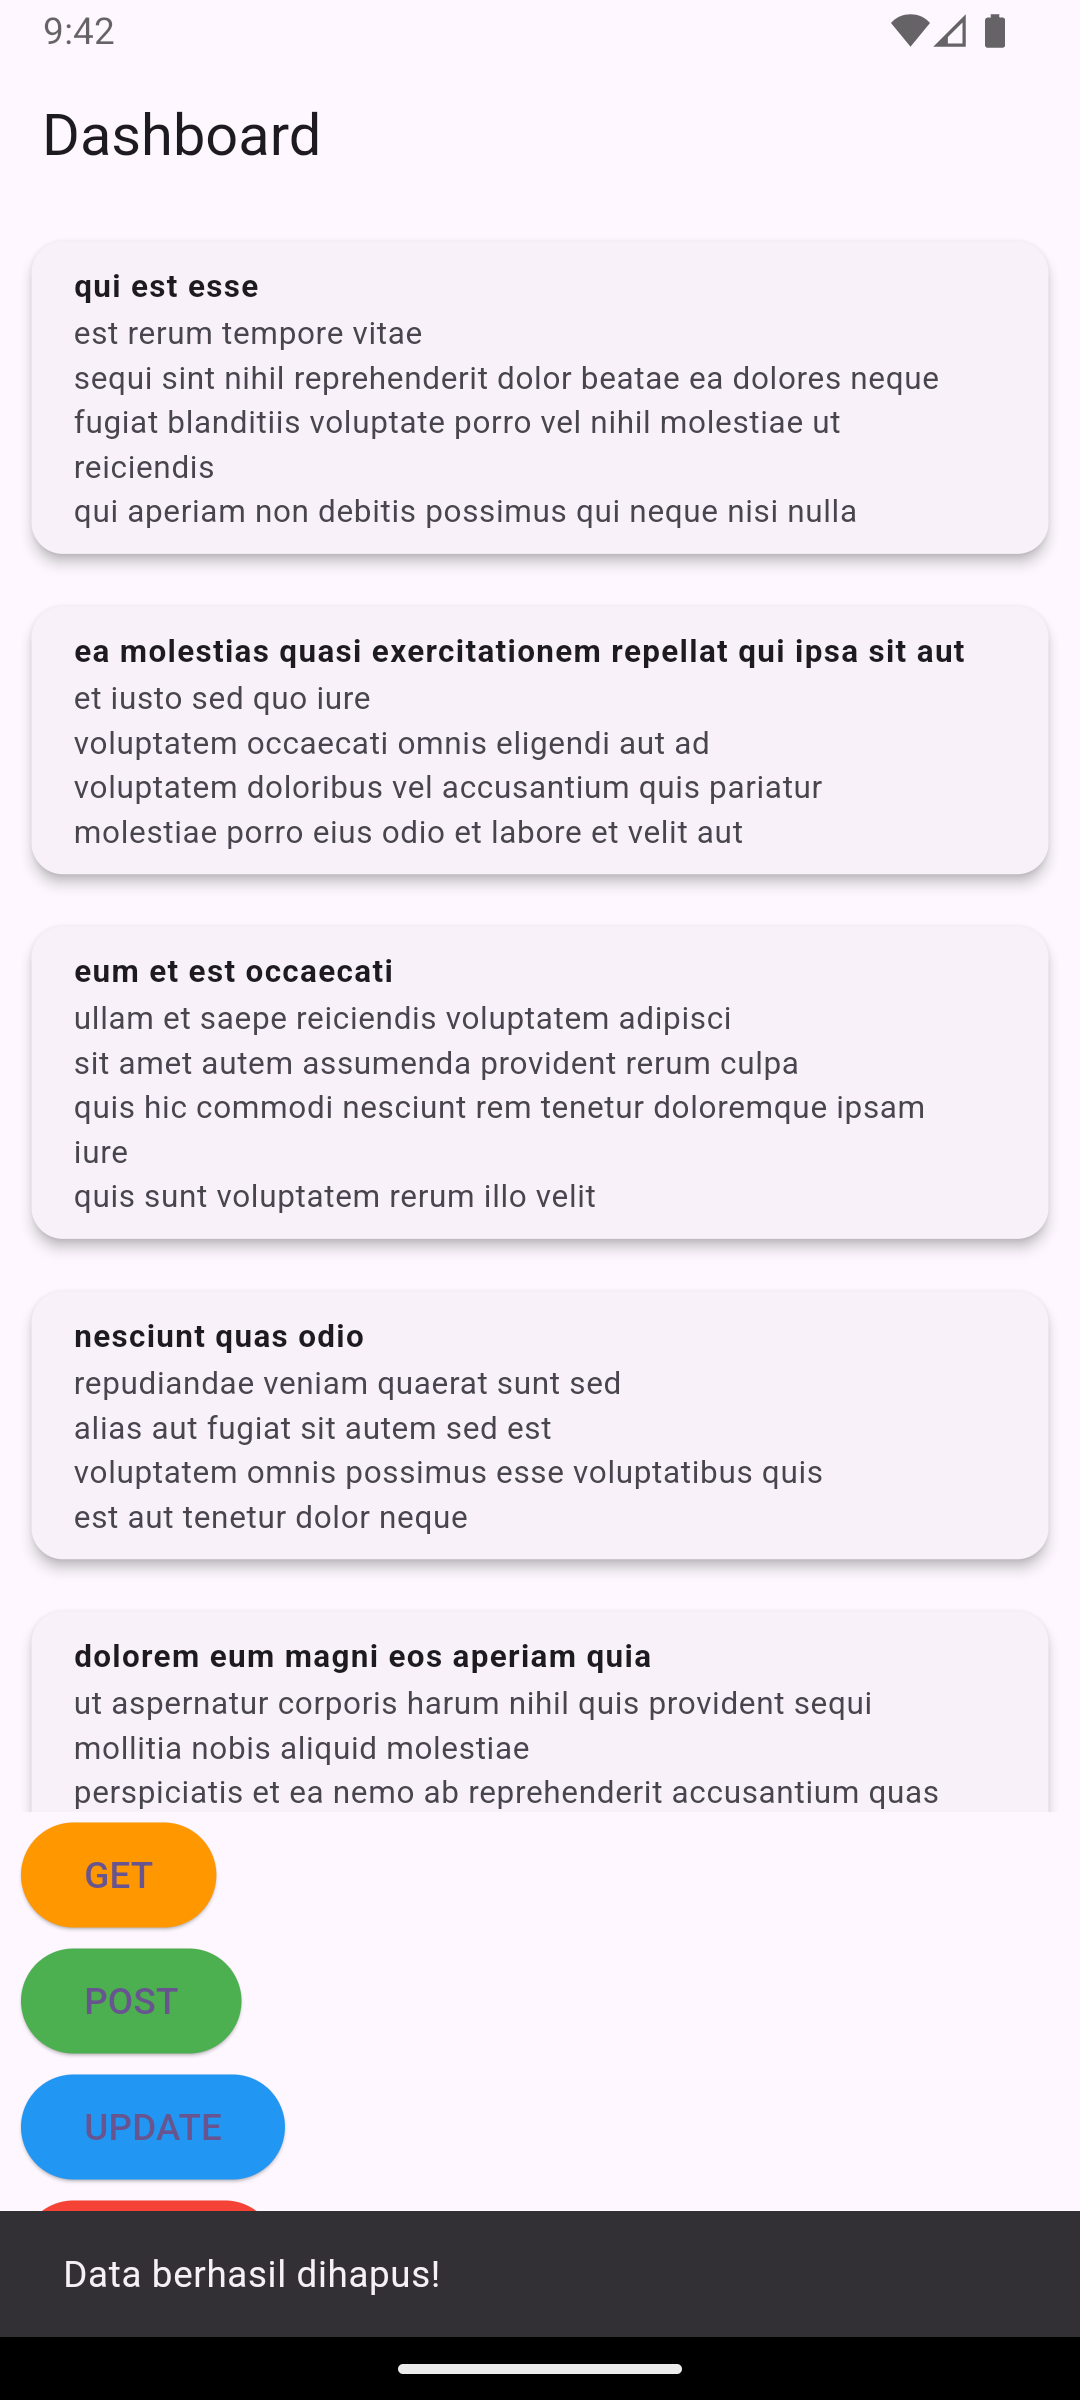 9:42
Dashboard
qui est esse
est rerum tempore vitae
sequi sint nihil reprehenderit dolor beatae ea dolores neque
fugiat blanditiis voluptate porro vel nihil molestiae ut
reiciendis
qui aperiam non debitis possimus qui neque nisi nulla
ea molestias quasi exercitationem repellat qui ipsa sit aut
et iusto sed quo iure
voluptatem occaecati omnis eligendi aut ad
voluptatem doloribus vel accusantium quis pariatur
molestiae porro eius odio et labore et velit aut
eum et est occaecati
ullam et saepe reiciendis voluptatem adipisci
sit amet autem assumenda provident rerum culpa
quis hic commodi nesciunt rem tenetur doloremque ipsam
iure
quis sunt voluptatem rerum illo velit
nesciunt quas odio
repudiandae veniam quaerat sunt sed
alias aut fugiat sit autem sed est
voluptatem omnis possimus esse voluptatibus quis
est aut tenetur dolor neque
dolorem eum magni eos aperiam quia
ut aspernatur corporis harum nihil quis provident sequi
mollitia nobis aliquid molestiae
perspiciatis et ea nemo ab reprehenderit accusantium quas
GET
POST
UPDATE
Data berhasil dihapus!